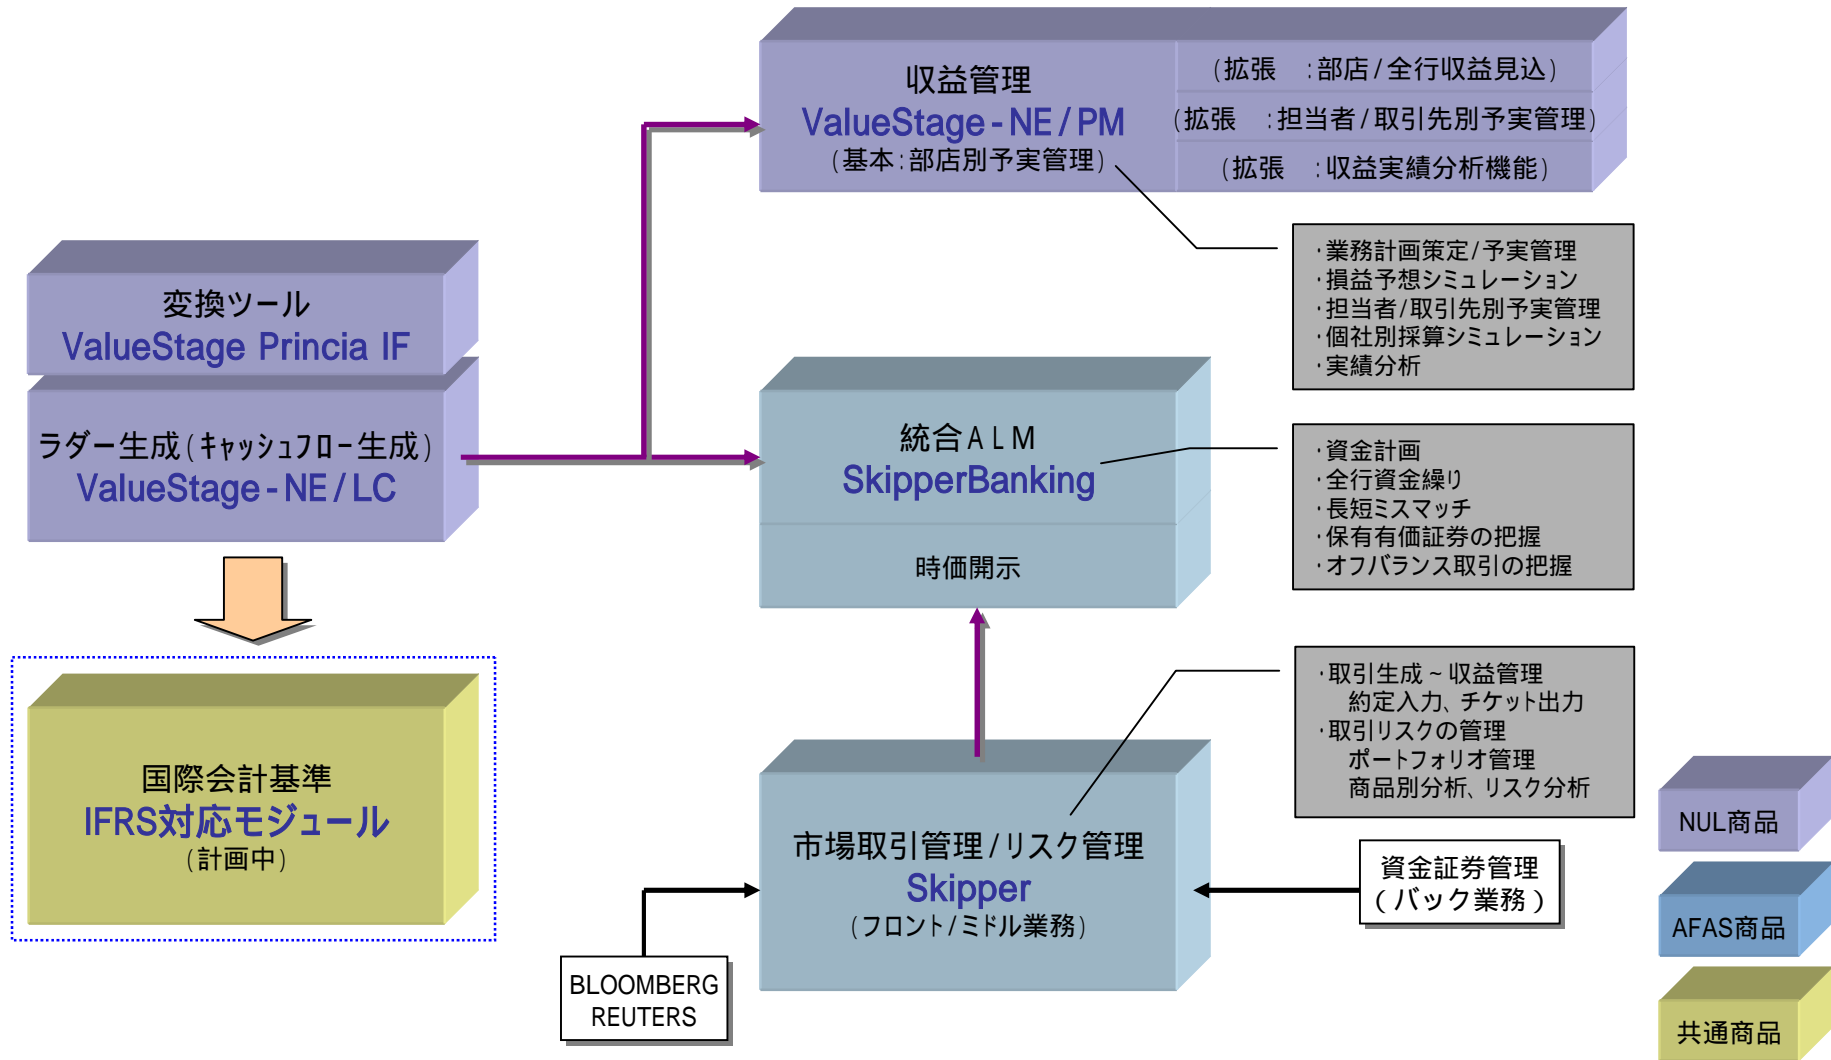 収益管理
ValueStage-NE/PM
(基本:部店別予実管理)
(拡張　:部店/全行収益見込)
(拡張　:担当者/取引先別予実管理)
(拡張　:収益実績分析機能)
・業務計画策定/予実管理
・損益予想シミュレーション
・担当者/取引先別予実管理
・個社別採算シミュレーション
・実績分析
変換ツール
ValueStage Princia IF
ラダー生成(キャッシュフロー生成)
ValueStage-NE/LC
統合ALM
SkipperBanking
時価開示
・資金計画
・全行資金繰り
・長短ミスマッチ
・保有有価証券の把握
・オフバランス取引の把握
国際会計基準
IFRS対応モジュール
(計画中)
・取引生成~収益管理
約定入力、チケット出力
・取引リスクの管理
ポートフォリオ管理
商品別分析、リスク分析
市場取引管理/リスク管理
Skipper
(フロント/ミドル業務)
資金証券管理
(バック業務)
BLOOMBERG
REUTERS
NUL商品
AFAS商品
共通商品